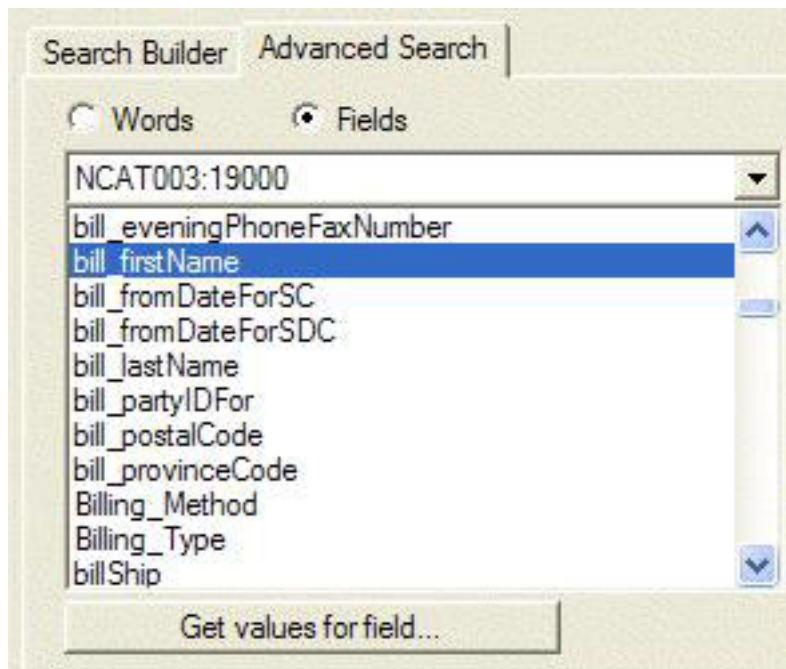 Search Builder Advanced Search
Words Fields
NCAT003:19000
bill_eveningPhoneFaxNumber
bill_firstName
bill_fromDateForSC
bill_fromDateForSDC
bill_lastName
bill_partyIDFor
bill_postalCode
bill_provinceCode
Billing_Method
Billing_Type
billShip
Get values for field...